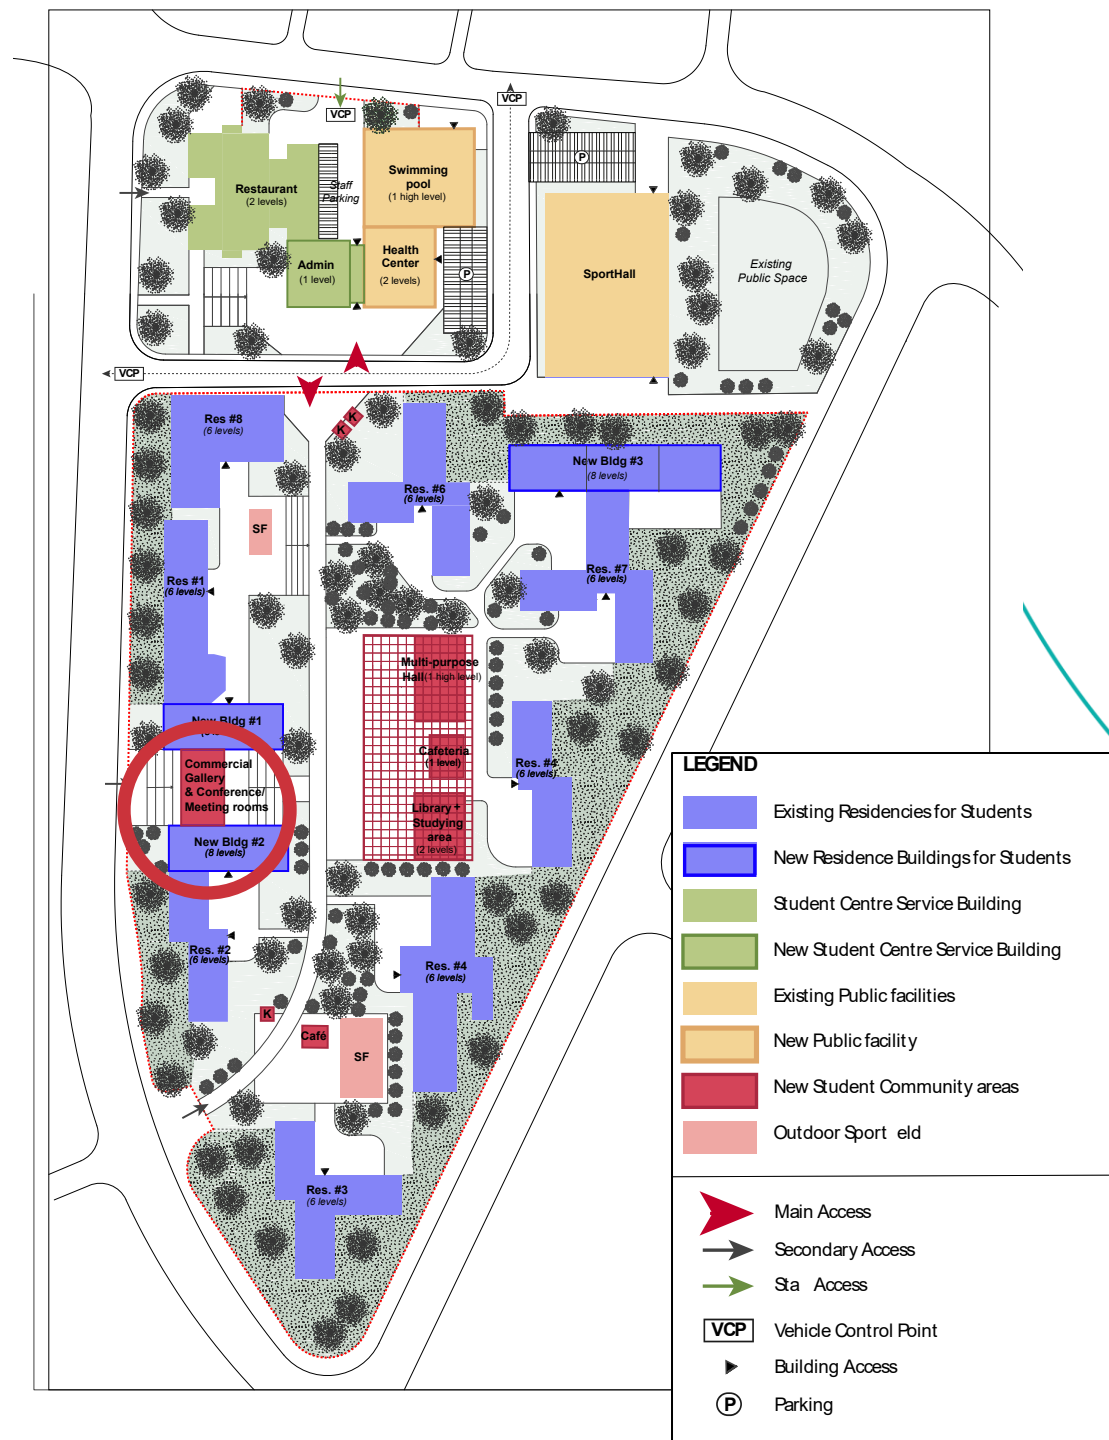 VCP
VCP
Restaurant
(2 levels)
Staff
Parking
Swimming
pool
(1 high level)
P
Admin
(1 level)
Health
Center
(2 levels)
P
SportHall
Existing
Public Space
VCP
Res #8
(6 levels)
K
K
Res. #6
(6 levels)
New Bldg #3
(8 levels)
SF
Res #1
(6 levels)
Res. #7
(6 levels)
Multi-purpose
Hall(1 high level)
New Bldg #1
Commercial
Gallery
& Conference/
Meeting rooms
Cafeteria
(1 level)
Res. #4
(6 levels)
Library +
Studying
area
(2 levels)
New Bldg #2
(8 levels)
Res. #2
(6 levels)
Res. #4
(6 levels)
K
Café
SF
Res. #3
(6 levels)
LEGEND
Existing Residencies for Students
New Residence Buildings for Students
Student Centre Service Building
New Student Centre Service Building
Existing Public facilities
New Public facility
New Student Community areas
Outdoor Sport eld
Main Access
Secondary Access
Sta Access
VCP Vehicle Control Point
Building Access
P Parking